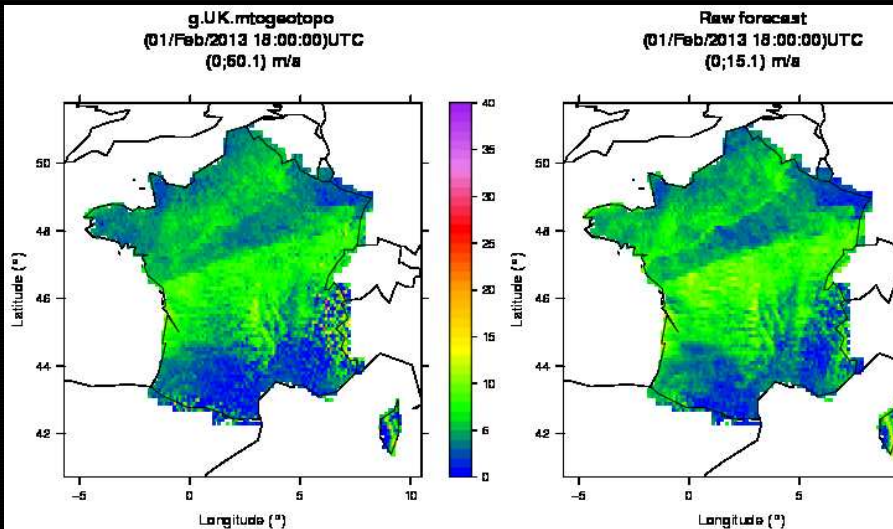 g.UK.mtogeotopo
(01/Feb/2013 18:00:00)UTC
(0;60.1) m/s
Latitude (°)
50
48
46
44
42
−5 0 5 10
Longitude (°)
40
35
30
25
20
15
10
5
0
Raw forecast
(01/Feb/2013 18:00:00)UTC
(0;15.1) m/s
Latitude (°)
50
48
46
44
42
−5 0 5
Longitude (°)